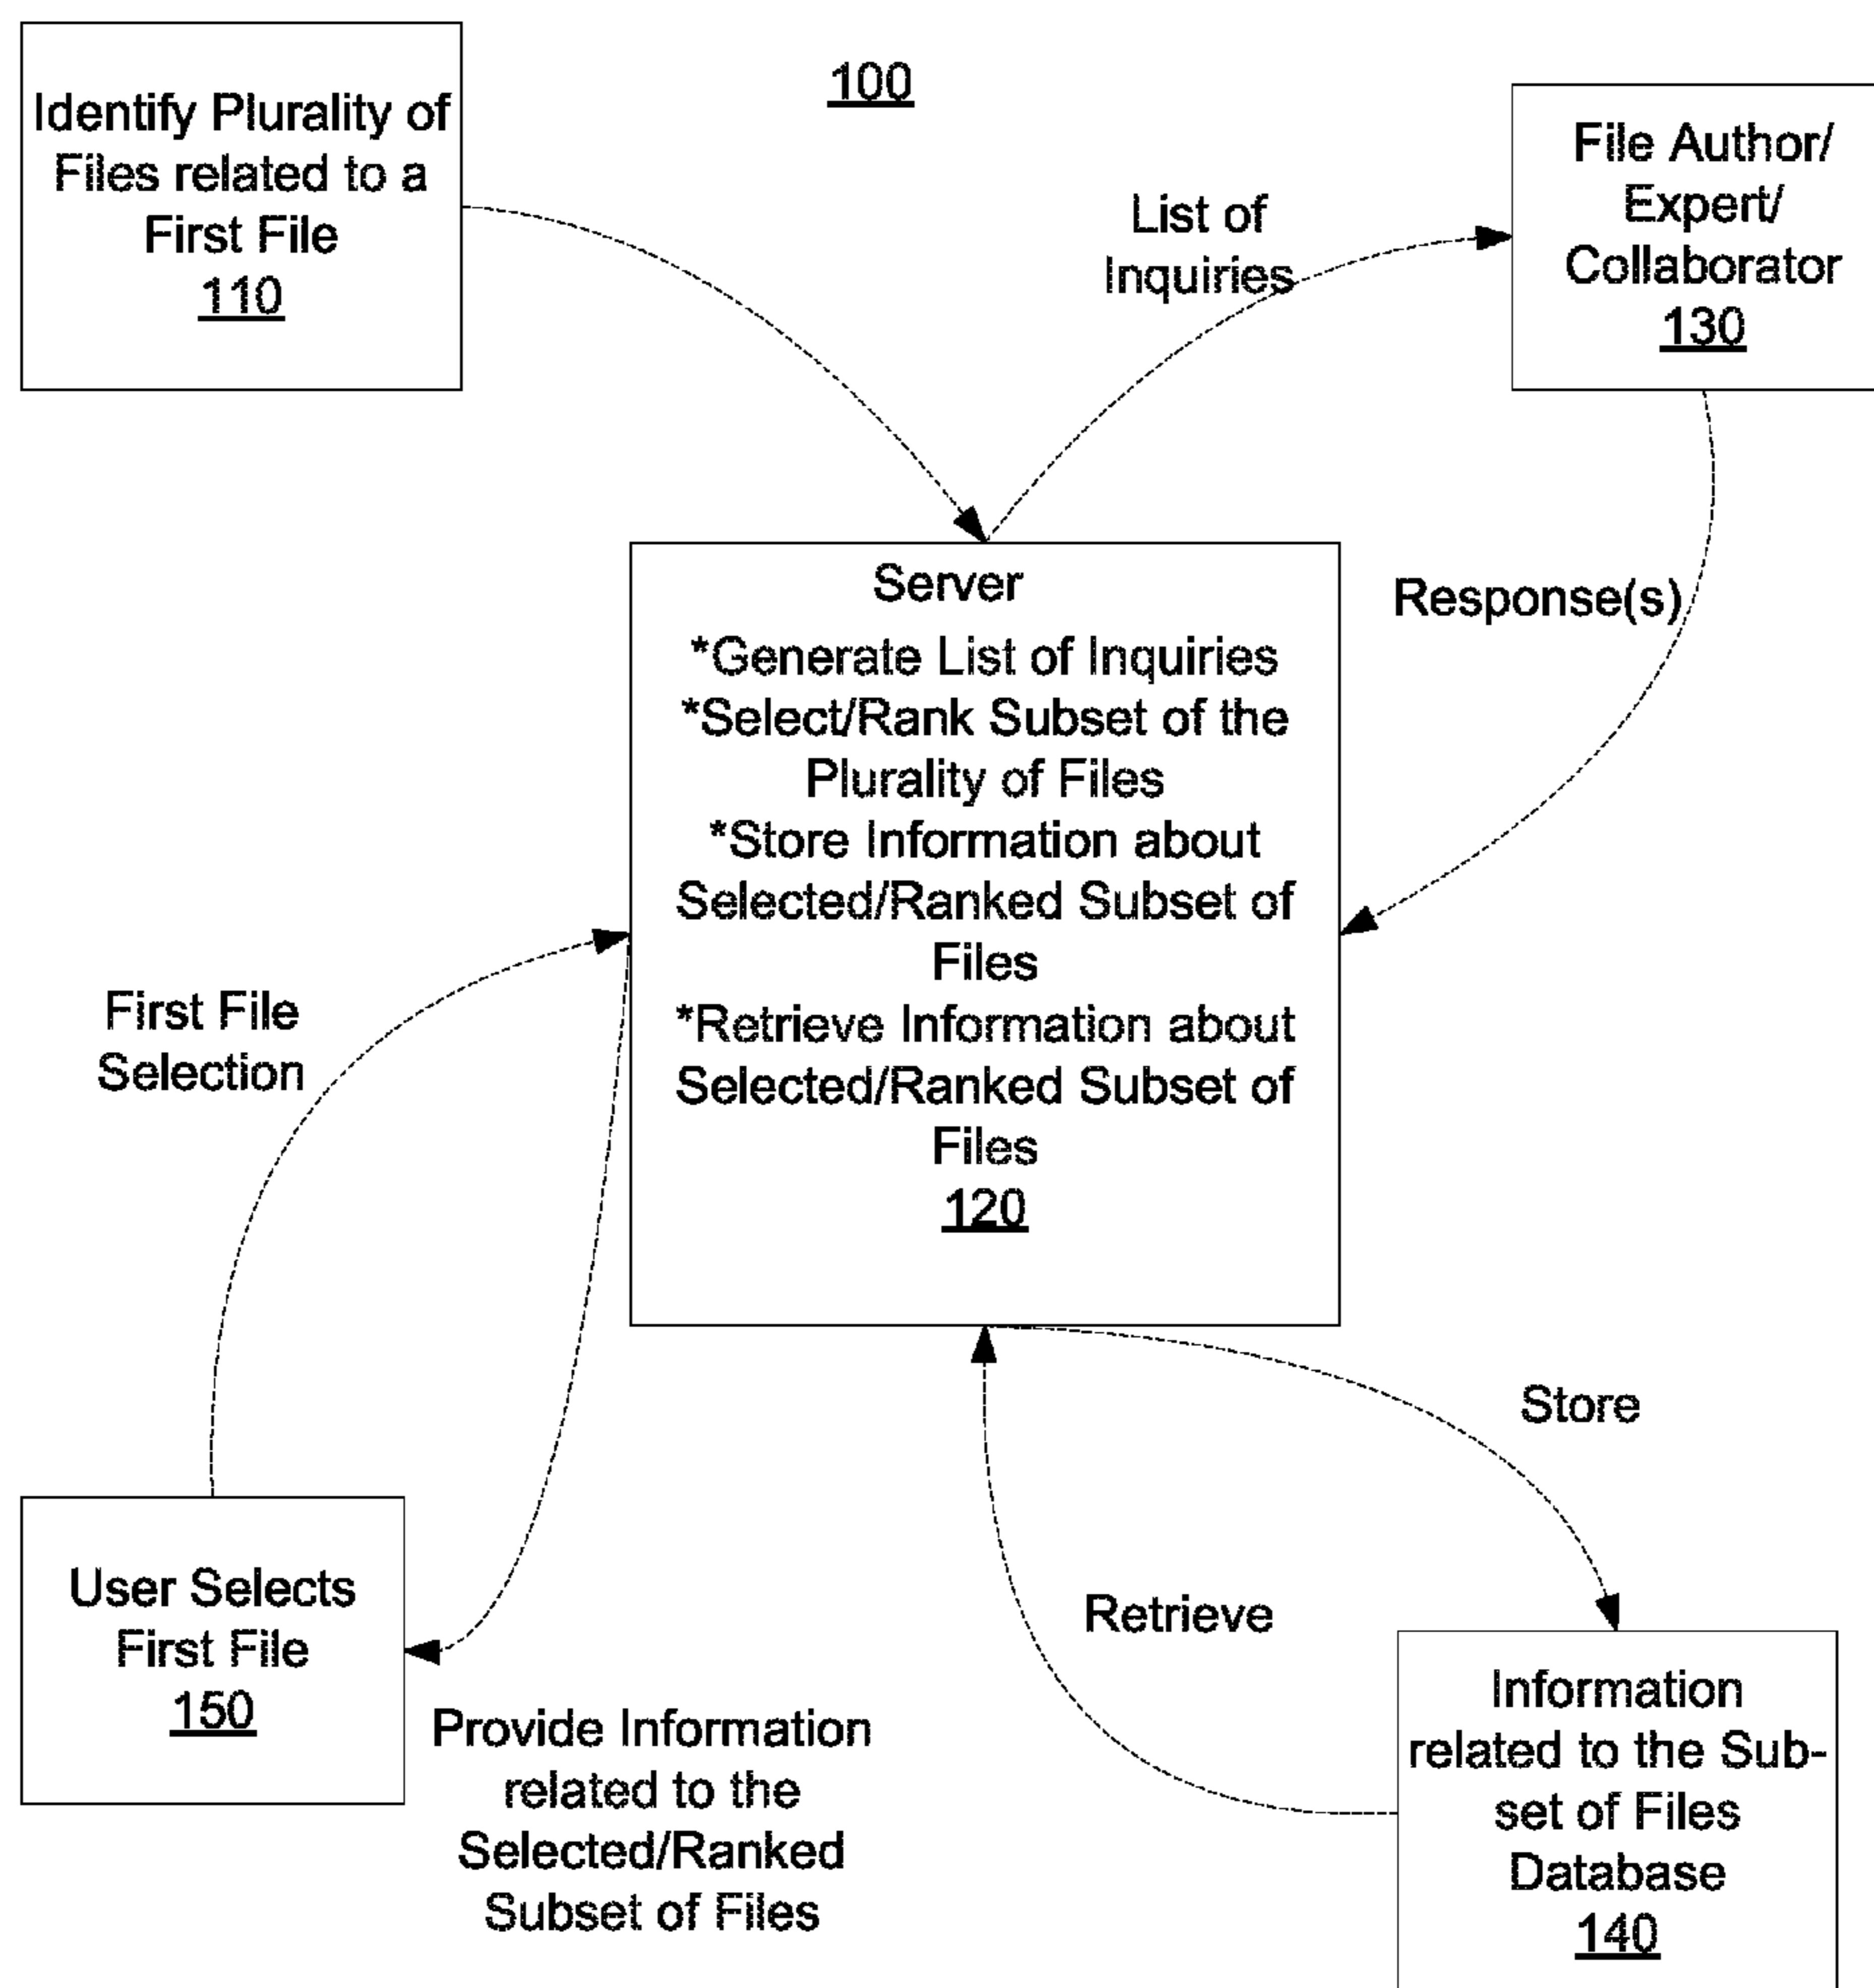 100
Identify Plurality of
Files related to a
First File
110
List of
Inquiries
File Author/
Expert/
Collaborator
130
Response(s)
Server
*Generate List of Inquiries
*Select/Rank Subset of the
Plurality of Files
*Store Information about
Selected/Ranked Subset of
Files
*Retrieve Information about
Selected/Ranked Subset of
Files
120
First File
Selection
Store
Retrieve
User Selects
First File
150
Provide Information
related to the
Selected/Ranked
Subset of Files
Information
related to the Sub-
set of Files
Database
140